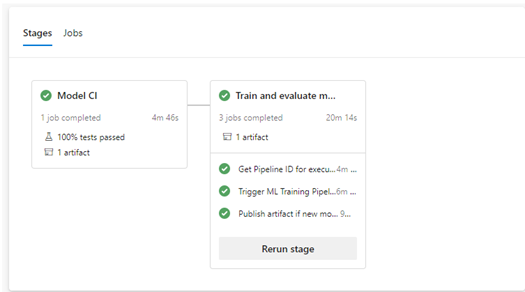 Stages Jobs
Model CI
1 job completed 4m 46s
100% tests passed
1 artifact
Train and evaluate m...
3 jobs completed 20m 14s
1 artifact
Get Pipeline ID for execu...4m ...
Trigger ML Training Pipel...6m ...
Publish artifact if new mo... 9...
Rerun stage